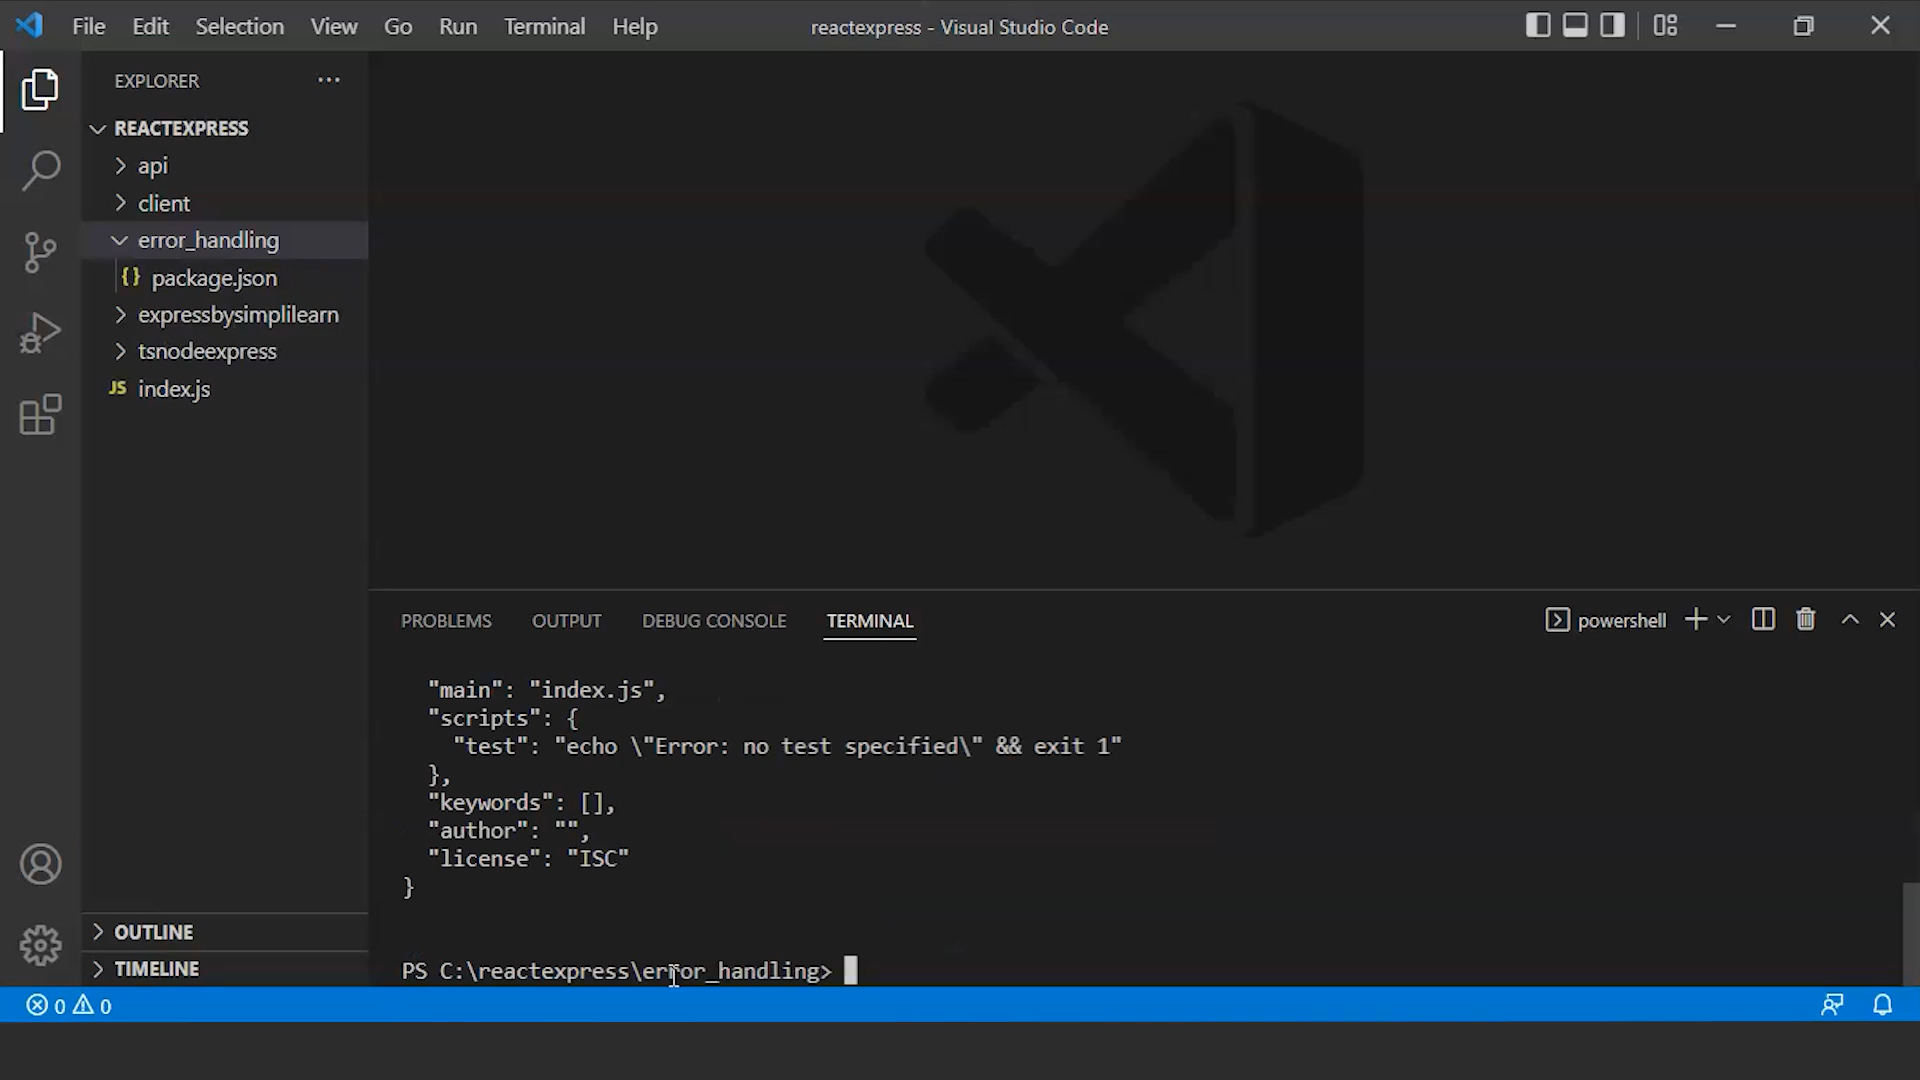 File Edit Selection View Go Run Terminal Help
reactexpress - Visual Studio Code
EXPLORER
REACTEXPRESS
api
client
error_handling
{} package.json
expressbysimplilearn
tsnodeexpress
JS index.js
OUTLINE
TIMELINE
PROBLEMS OUTPUT DEBUG CONSOLE TERMINAL
powershell
"main": "index.js",
"scripts": {
"test": "echo \"Error: no test specified\" && exit 1"
},
"keywords": [],
"author": "",
"license": "ISC"
}
PS C:\reactexpress\error_handling>
0 0